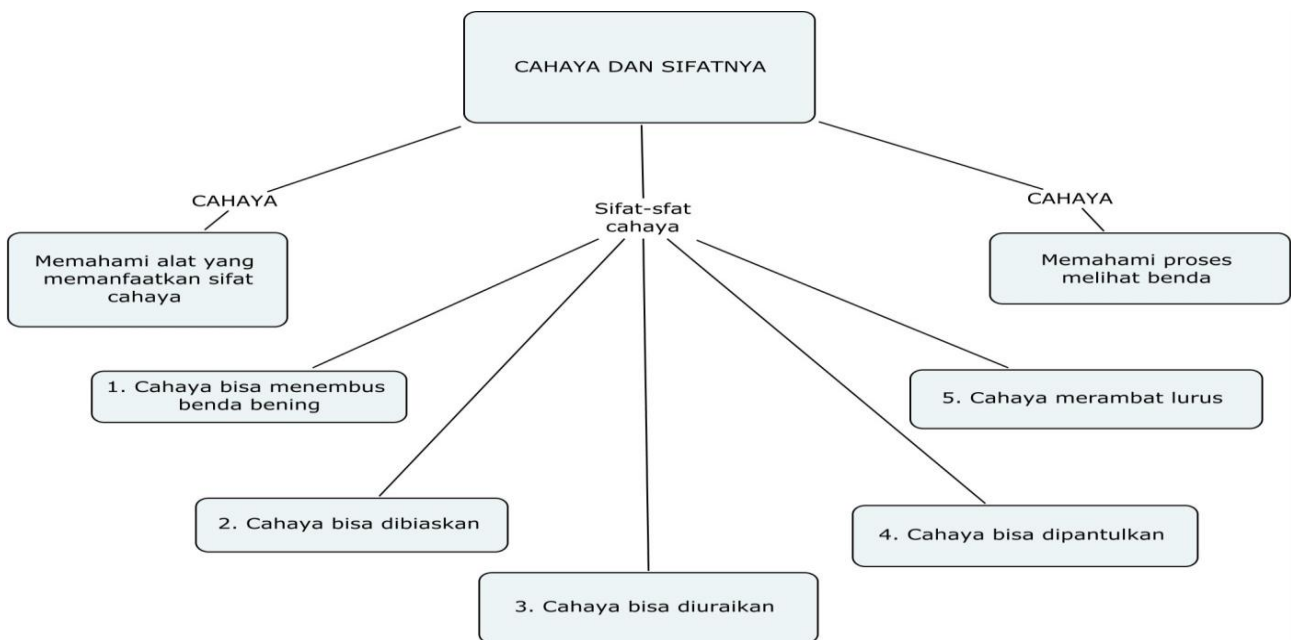 CAHAYA DAN SIFATNYA
CAHAYA
Memahami alat yang
memanfaatkan sifat
cahaya
Sifat-sfat
cahaya
CAHAYA
Memahami proses
melihat benda
1. Cahaya bisa menembus
benda bening
2. Cahaya bisa dibiaskan
3. Cahaya bisa diuraikan
4. Cahaya bisa dipantulkan
5. Cahaya merambat lurus